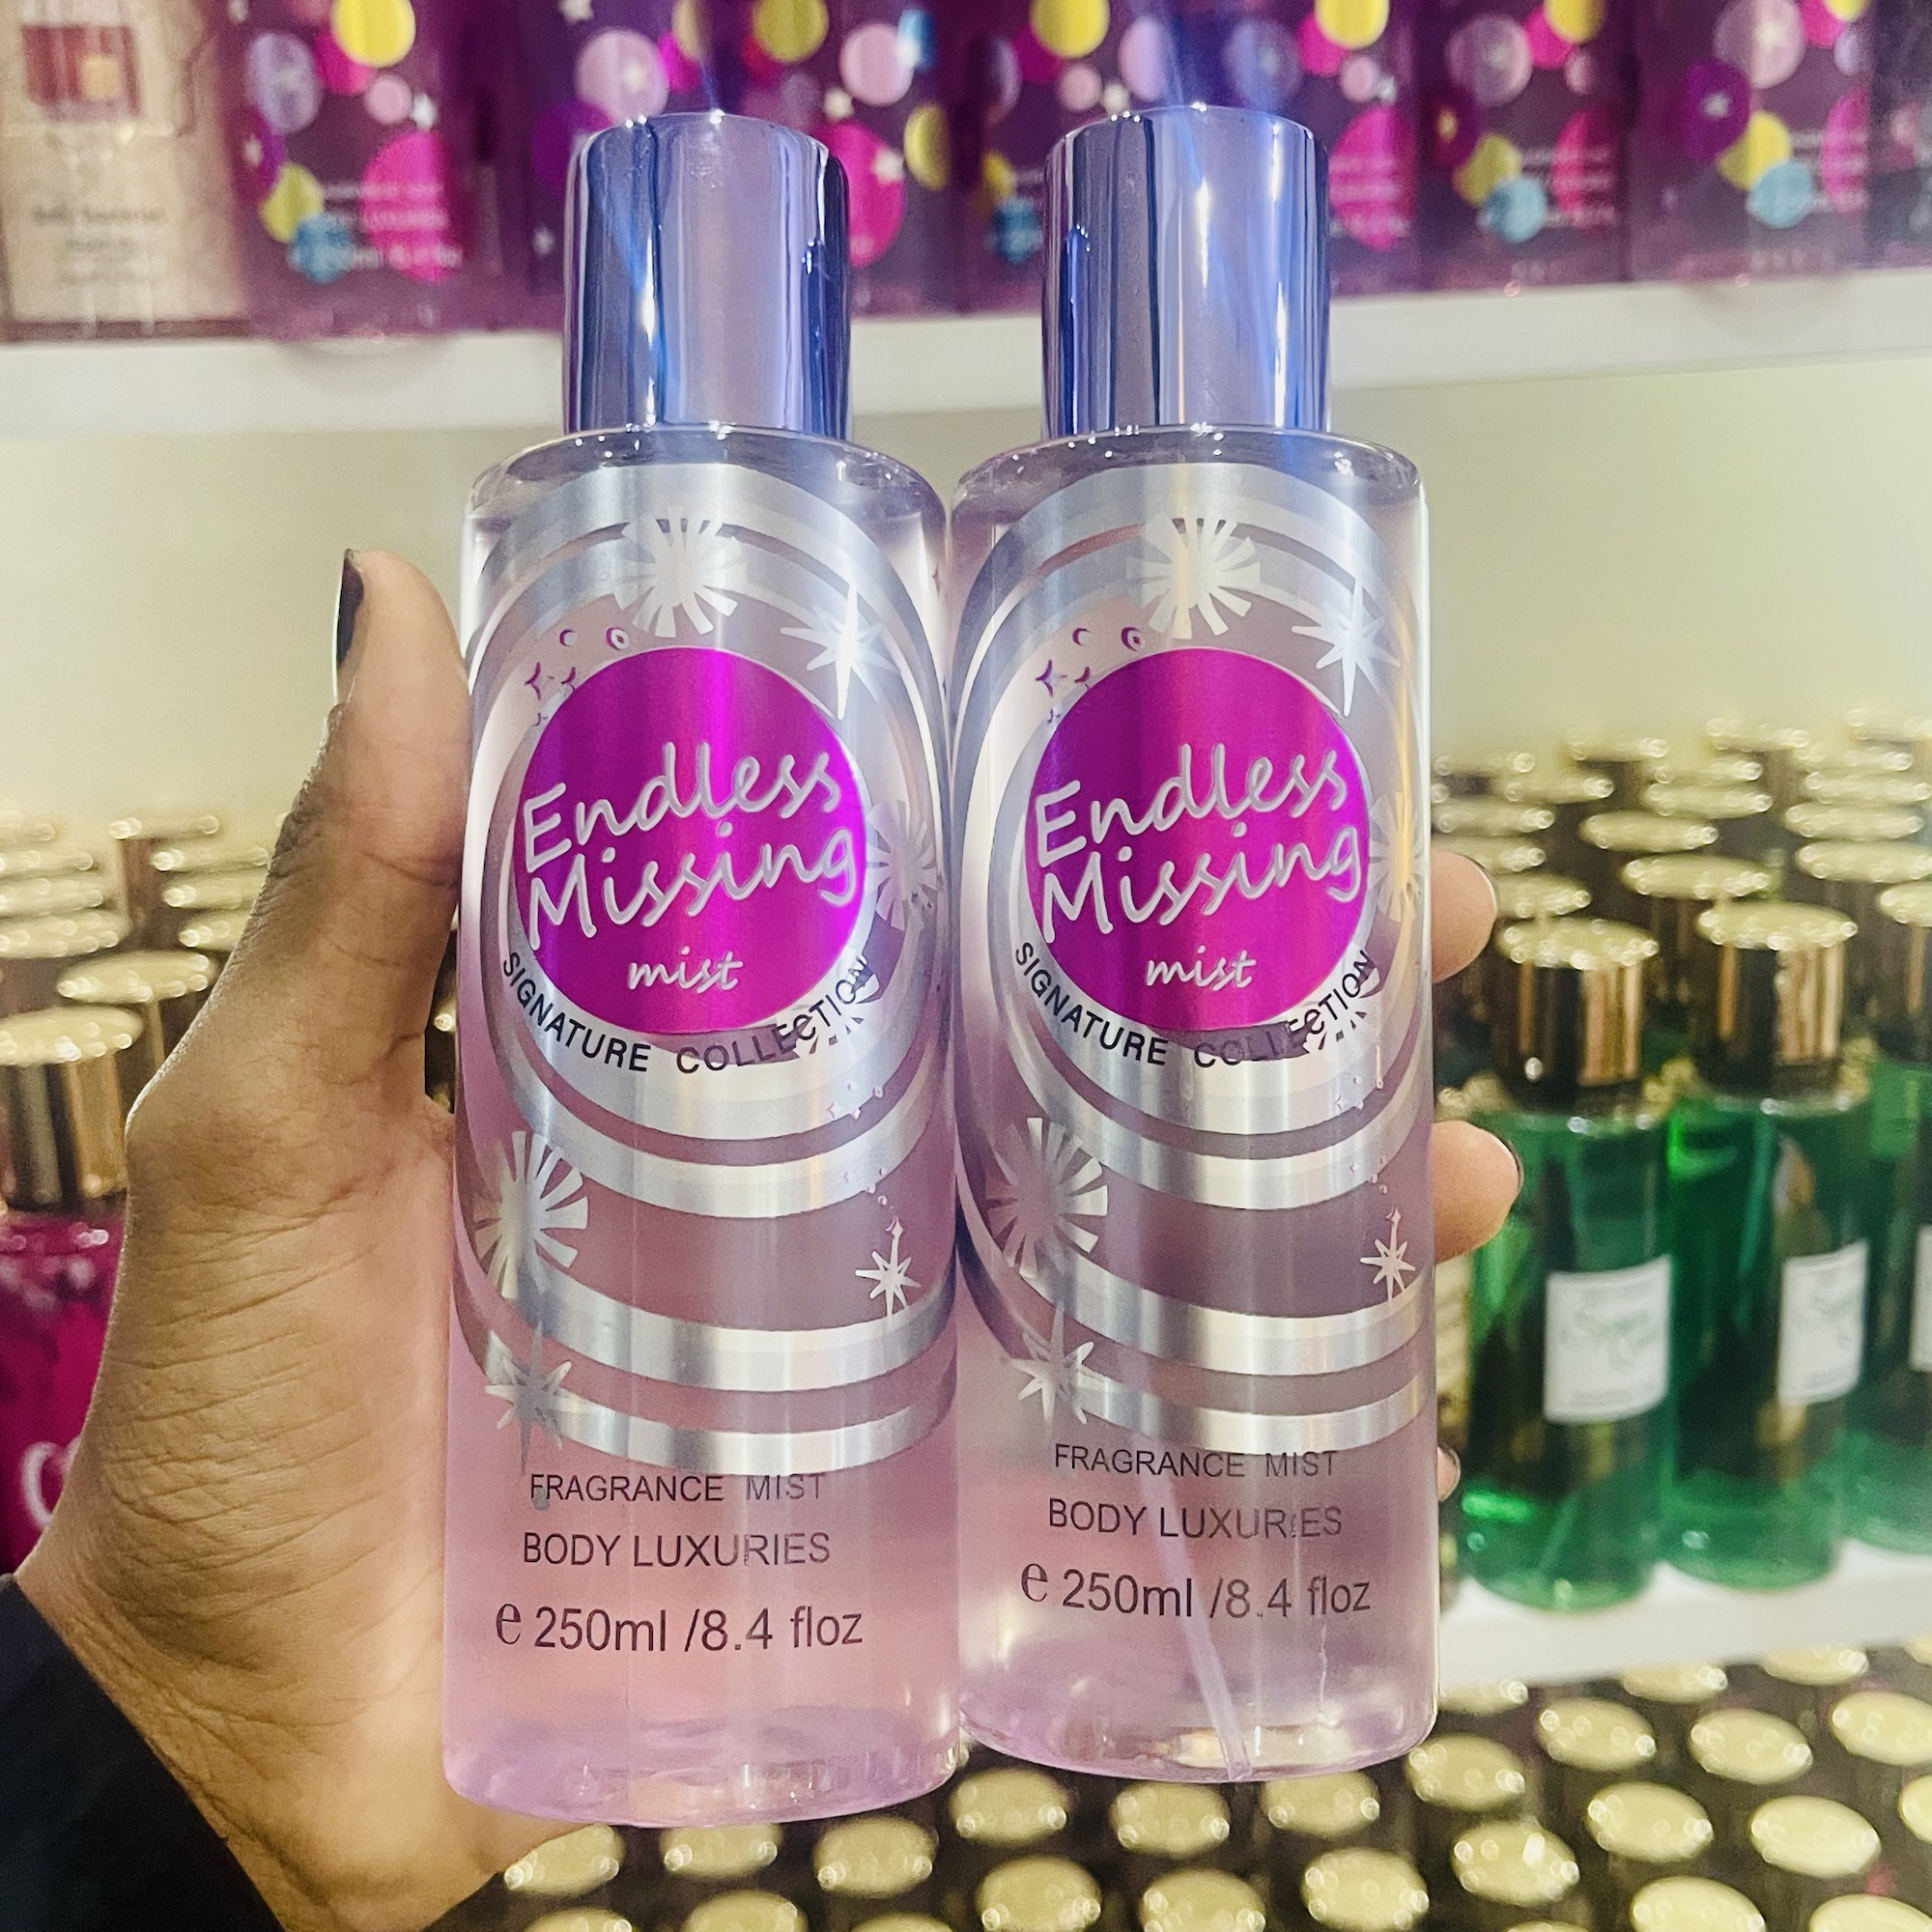 Endless
Missing
mist
SIGNATURE COLLECTION
FRAGRANCE MIST
BODY LUXURIES
e 250ml /8.4 floz
Endless
Missing
mist
SIGNATURE COLLECTION
FRAGRANCE MIST
BODY LUXURIES
e 250ml /8.4 floz